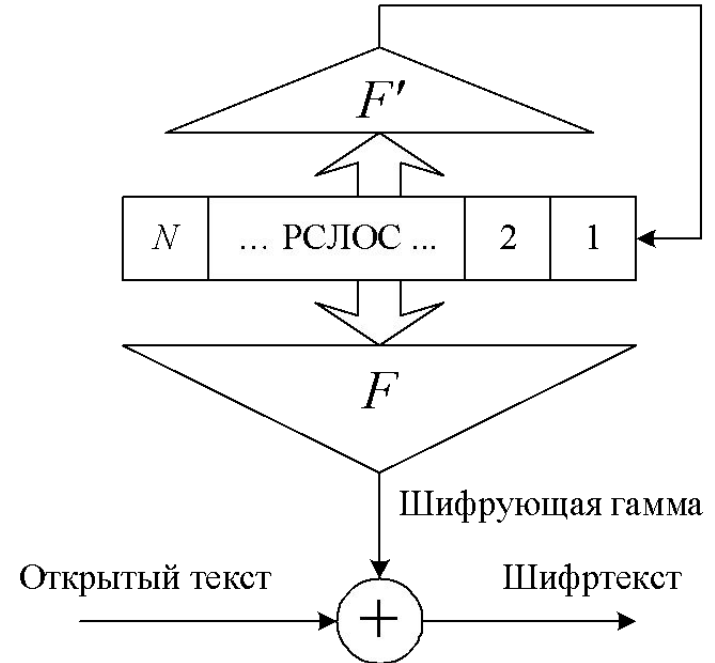 F'
N ... РСЛОС ... 2 1
F
Шифрующая гамма
Открытый текст
Шифртекст
+